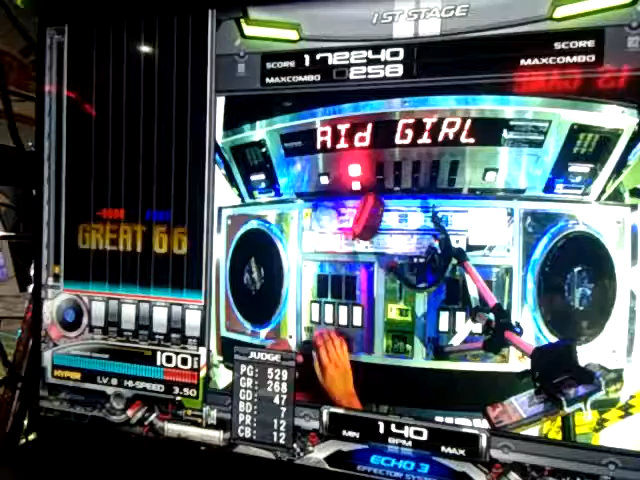 1ST STAGE
SCORE 172240
MAXCOMBO 0258
SCORE
MAXCOMBO
AId GIRL
GREAT 66
100%
HYPER LV.8 HI-SPEED 3.50
JUDGE
PG: 529
GR: 268
GD: 47
BD: 7
PR: 12
CB: 12
140
MIN BPM MAX
ECHO 3
EFFECTOR SYSTEM